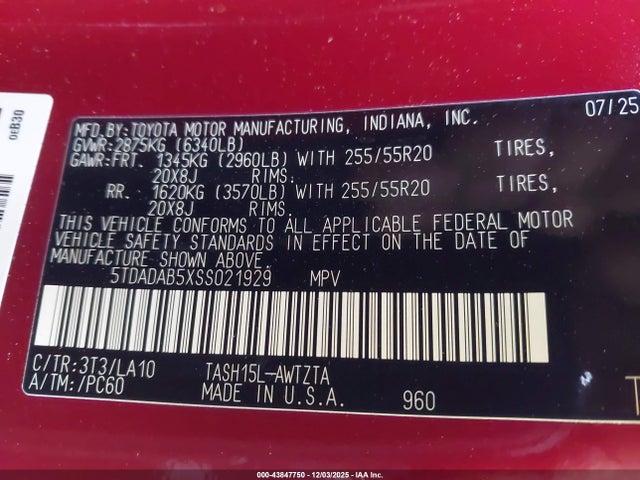 07/25
MFD.BY:TOYOTA MOTOR MANUFACTURING, INDIANA, INC.
GVWR:2875KG (6340LB)
GAWR:FRT. 1345KG (2960LB) WITH 255/55R20 TIRES,
20X8J RIMS.
RR. 1620KG (3570LB) WITH 255/55R20 TIRES,
20X8J RIMS.
THIS VEHICLE CONFORMS TO ALL APPLICABLE FEDERAL MOTOR
VEHICLE SAFETY STANDARDS IN EFFECT ON THE DATE OF
MANUFACTURE SHOWN ABOVE.
5TDADAB5XSS021929 MPV
C/TR:3T3/LA10 TASH15L-AWTZTA
A/TM:/PC60 MADE IN U.S.A. 960
000-43847750 - 12/03/2025 - IAA Inc.